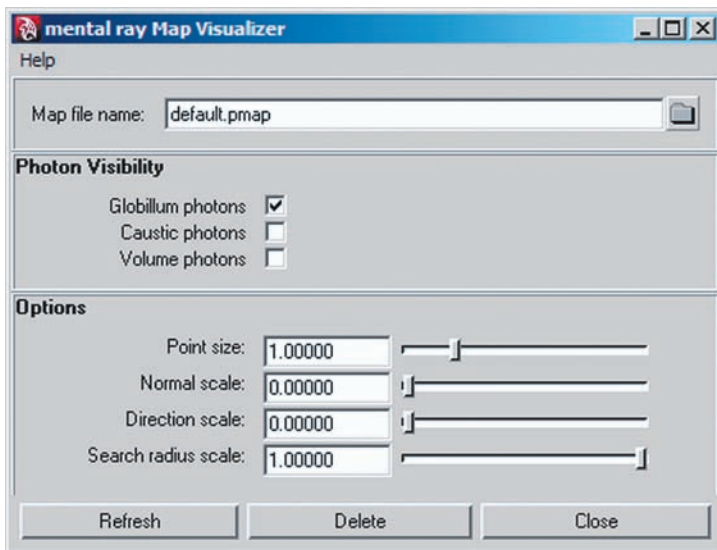 mental ray Map Visualizer
Help
Map file name: default.pmap
Photon Visibility
Globillum photons
Caustic photons
Volume photons
Options
Point size: 1.00000
Normal scale: 0.00000
Direction scale: 0.00000
Search radius scale: 1.00000
Refresh Delete Close